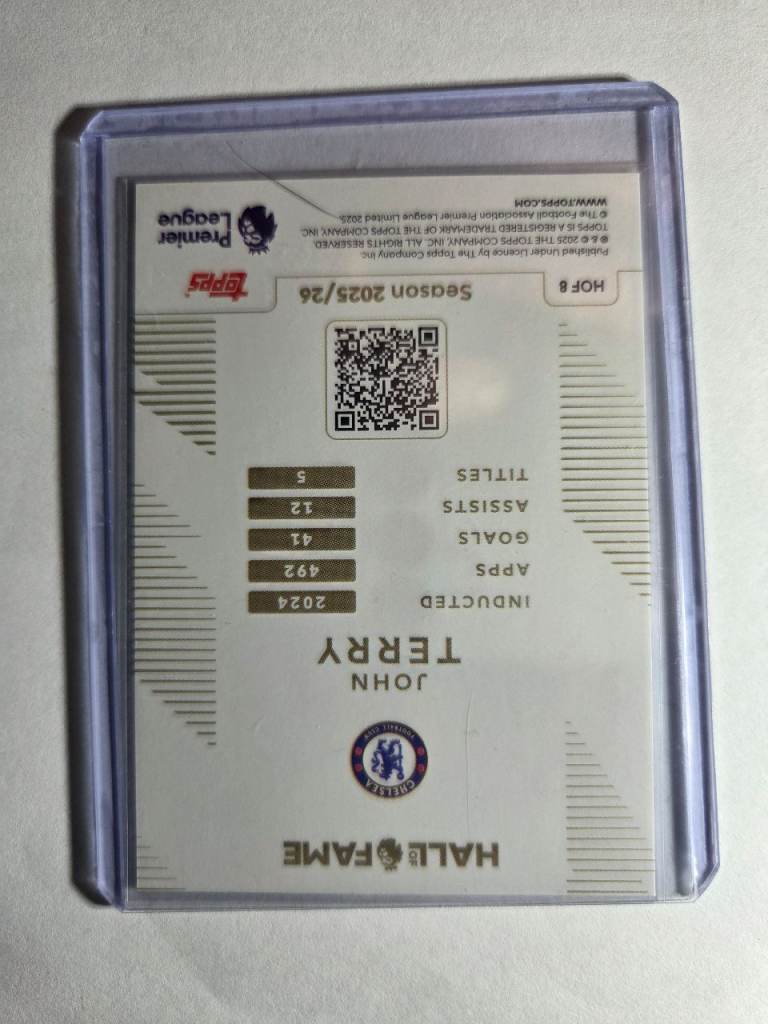 HALL OF FAME
CHELSEA
FOOTBALL CLUB
JOHN
TERRY
INDUCTED 2024
APPS 492
GOALS 41
ASSISTS 12
TITLES 5
HOF 8
Season 2025/26
topps
Published Under Licence by The Topps Company Inc.
® & © 2025 THE TOPPS COMPANY, INC. ALL RIGHTS RESERVED.
TOPPS IS A REGISTERED TRADEMARK OF THE TOPPS COMPANY, INC.
© The Football Association Premier League Limited 2025.
WWW.TOPPS.COM
Premier
League